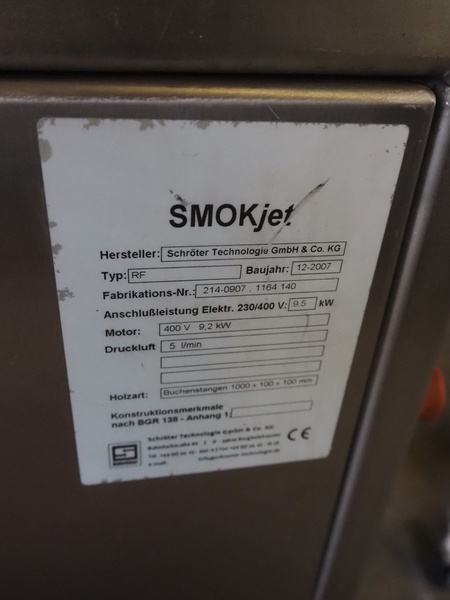 SMOKjet
Hersteller: Schröter Technologie GmbH & Co. KG
Typ: RF Baujahr: 12-2007
Fabrikations-Nr.: 214-0907 . 1164 140
Anschlußleistung Elektr. 230/400 V: 9.5 kW
Motor: 400 V 9,2 kW
Druckluft 5 l/min
Holzart: Buchenstangen 1000 x 100 x 100 mm
Konstruktionsmerkmale
nach BGR 138 - Anhang 1:
Schröter Technologie GmbH & Co. KG
CE